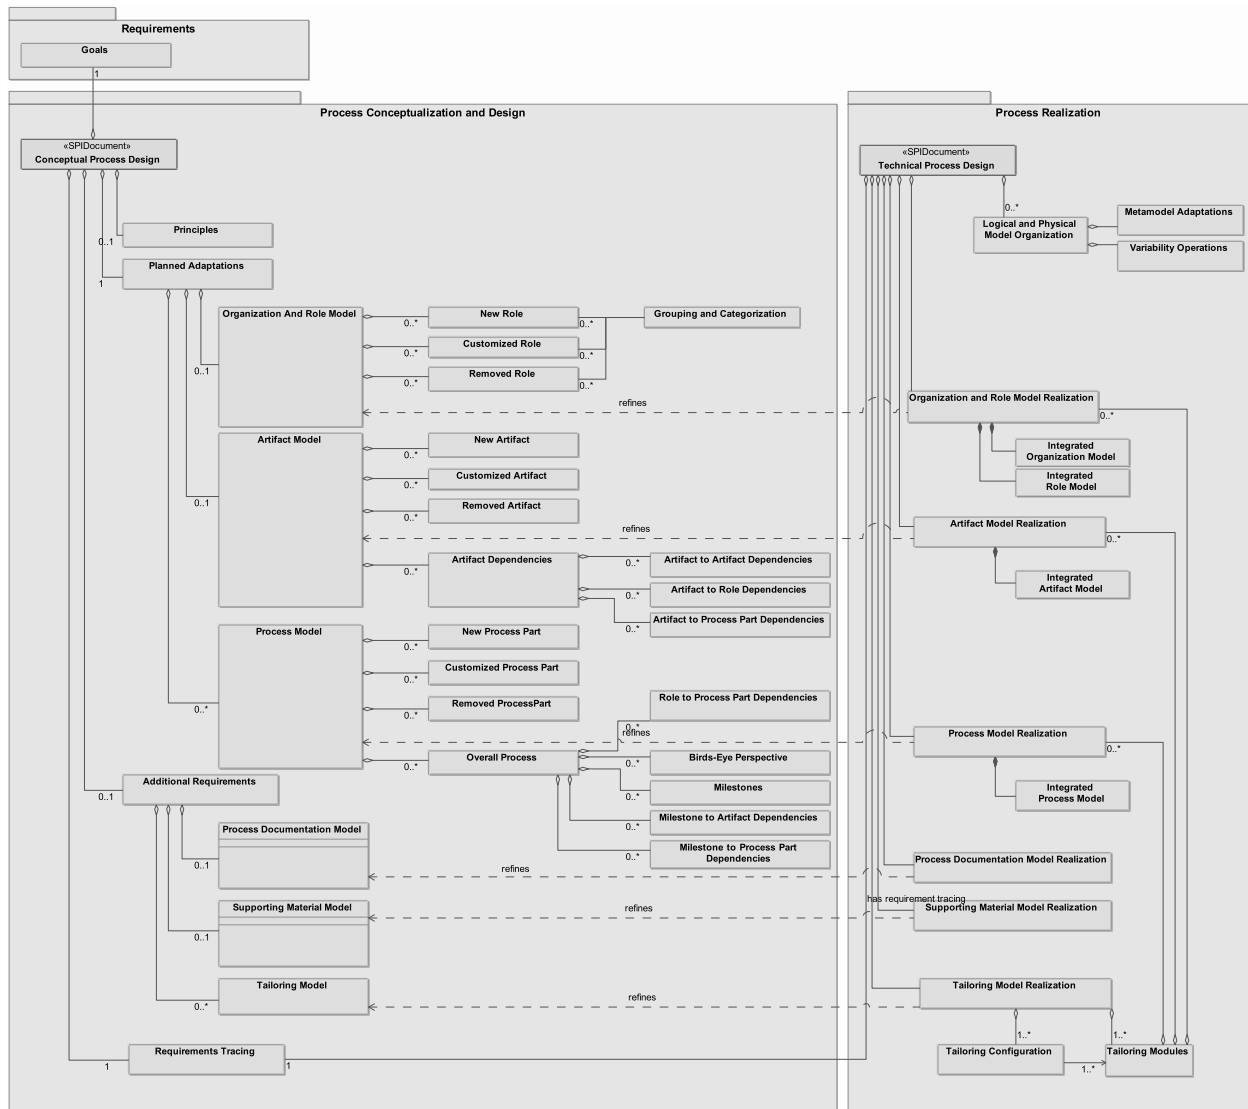 Requirements
Goals
1
Process Conceptualization and Design
Process Realization
«SPIDocument»
Conceptual Process Design
«SPIDocument»
Technical Process Design
0..*
Logical and Physical
Model Organization
Metamodel Adaptations
Variability Operations
Principles
0..1
Planned Adaptations
1
Organization And Role Model
0..1
0..*
New Role
0..*
Grouping and Categorization
0..*
Customized Role
0..*
0..*
Removed Role
0..*
refines
Organization and Role Model Realization
0..*
Integrated
Organization Model
Integrated
Role Model
Artifact Model
0..1
0..*
New Artifact
0..*
Customized Artifact
0..*
Removed Artifact
refines
Artifact Model Realization
0..*
Integrated
Artifact Model
0..*
Artifact Dependencies
0..*
Artifact to Artifact Dependencies
0..*
Artifact to Role Dependencies
0..*
Artifact to Process Part Dependencies
Process Model
0..*
0..*
New Process Part
0..*
Customized Process Part
0..*
Removed ProcessPart
Role to Process Part Dependencies
0..*
refines
Process Model Realization
0..*
Integrated
Process Model
0..*
Overall Process
0..*
Birds-Eye Perspective
0..*
Milestones
0..*
Milestone to Artifact Dependencies
0..*
Milestone to Process Part
Dependencies
Additional Requirements
0..1
Process Documentation Model
0..1
refines
Process Documentation Model Realization
has requirement tracing
Supporting Material Model
0..1
refines
Supporting Material Model Realization
Tailoring Model
0..*
refines
Tailoring Model Realization
1..*
1..*
Requirements Tracing
1
1
Tailoring Configuration
1..*
Tailoring Modules